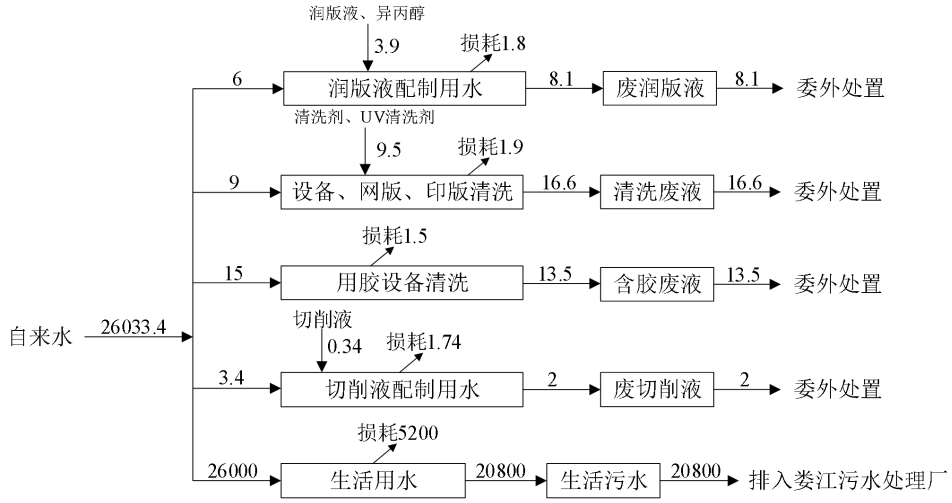 润版液、异丙醇
3.9
损耗1.8
6
润版液配制用水
8.1
废润版液
8.1
委外处置
清洗剂、UV清洗剂
9.5
损耗1.9
9
设备、网版、印版清洗
16.6
清洗废液
16.6
委外处置
损耗1.5
15
用胶设备清洗
13.5
含胶废液
13.5
委外处置
自来水
26033.4
切削液
0.34
损耗1.74
3.4
切削液配制用水
2
废切削液
2
委外处置
损耗5200
26000
生活用水
20800
生活污水
20800
排入娄江污水处理厂